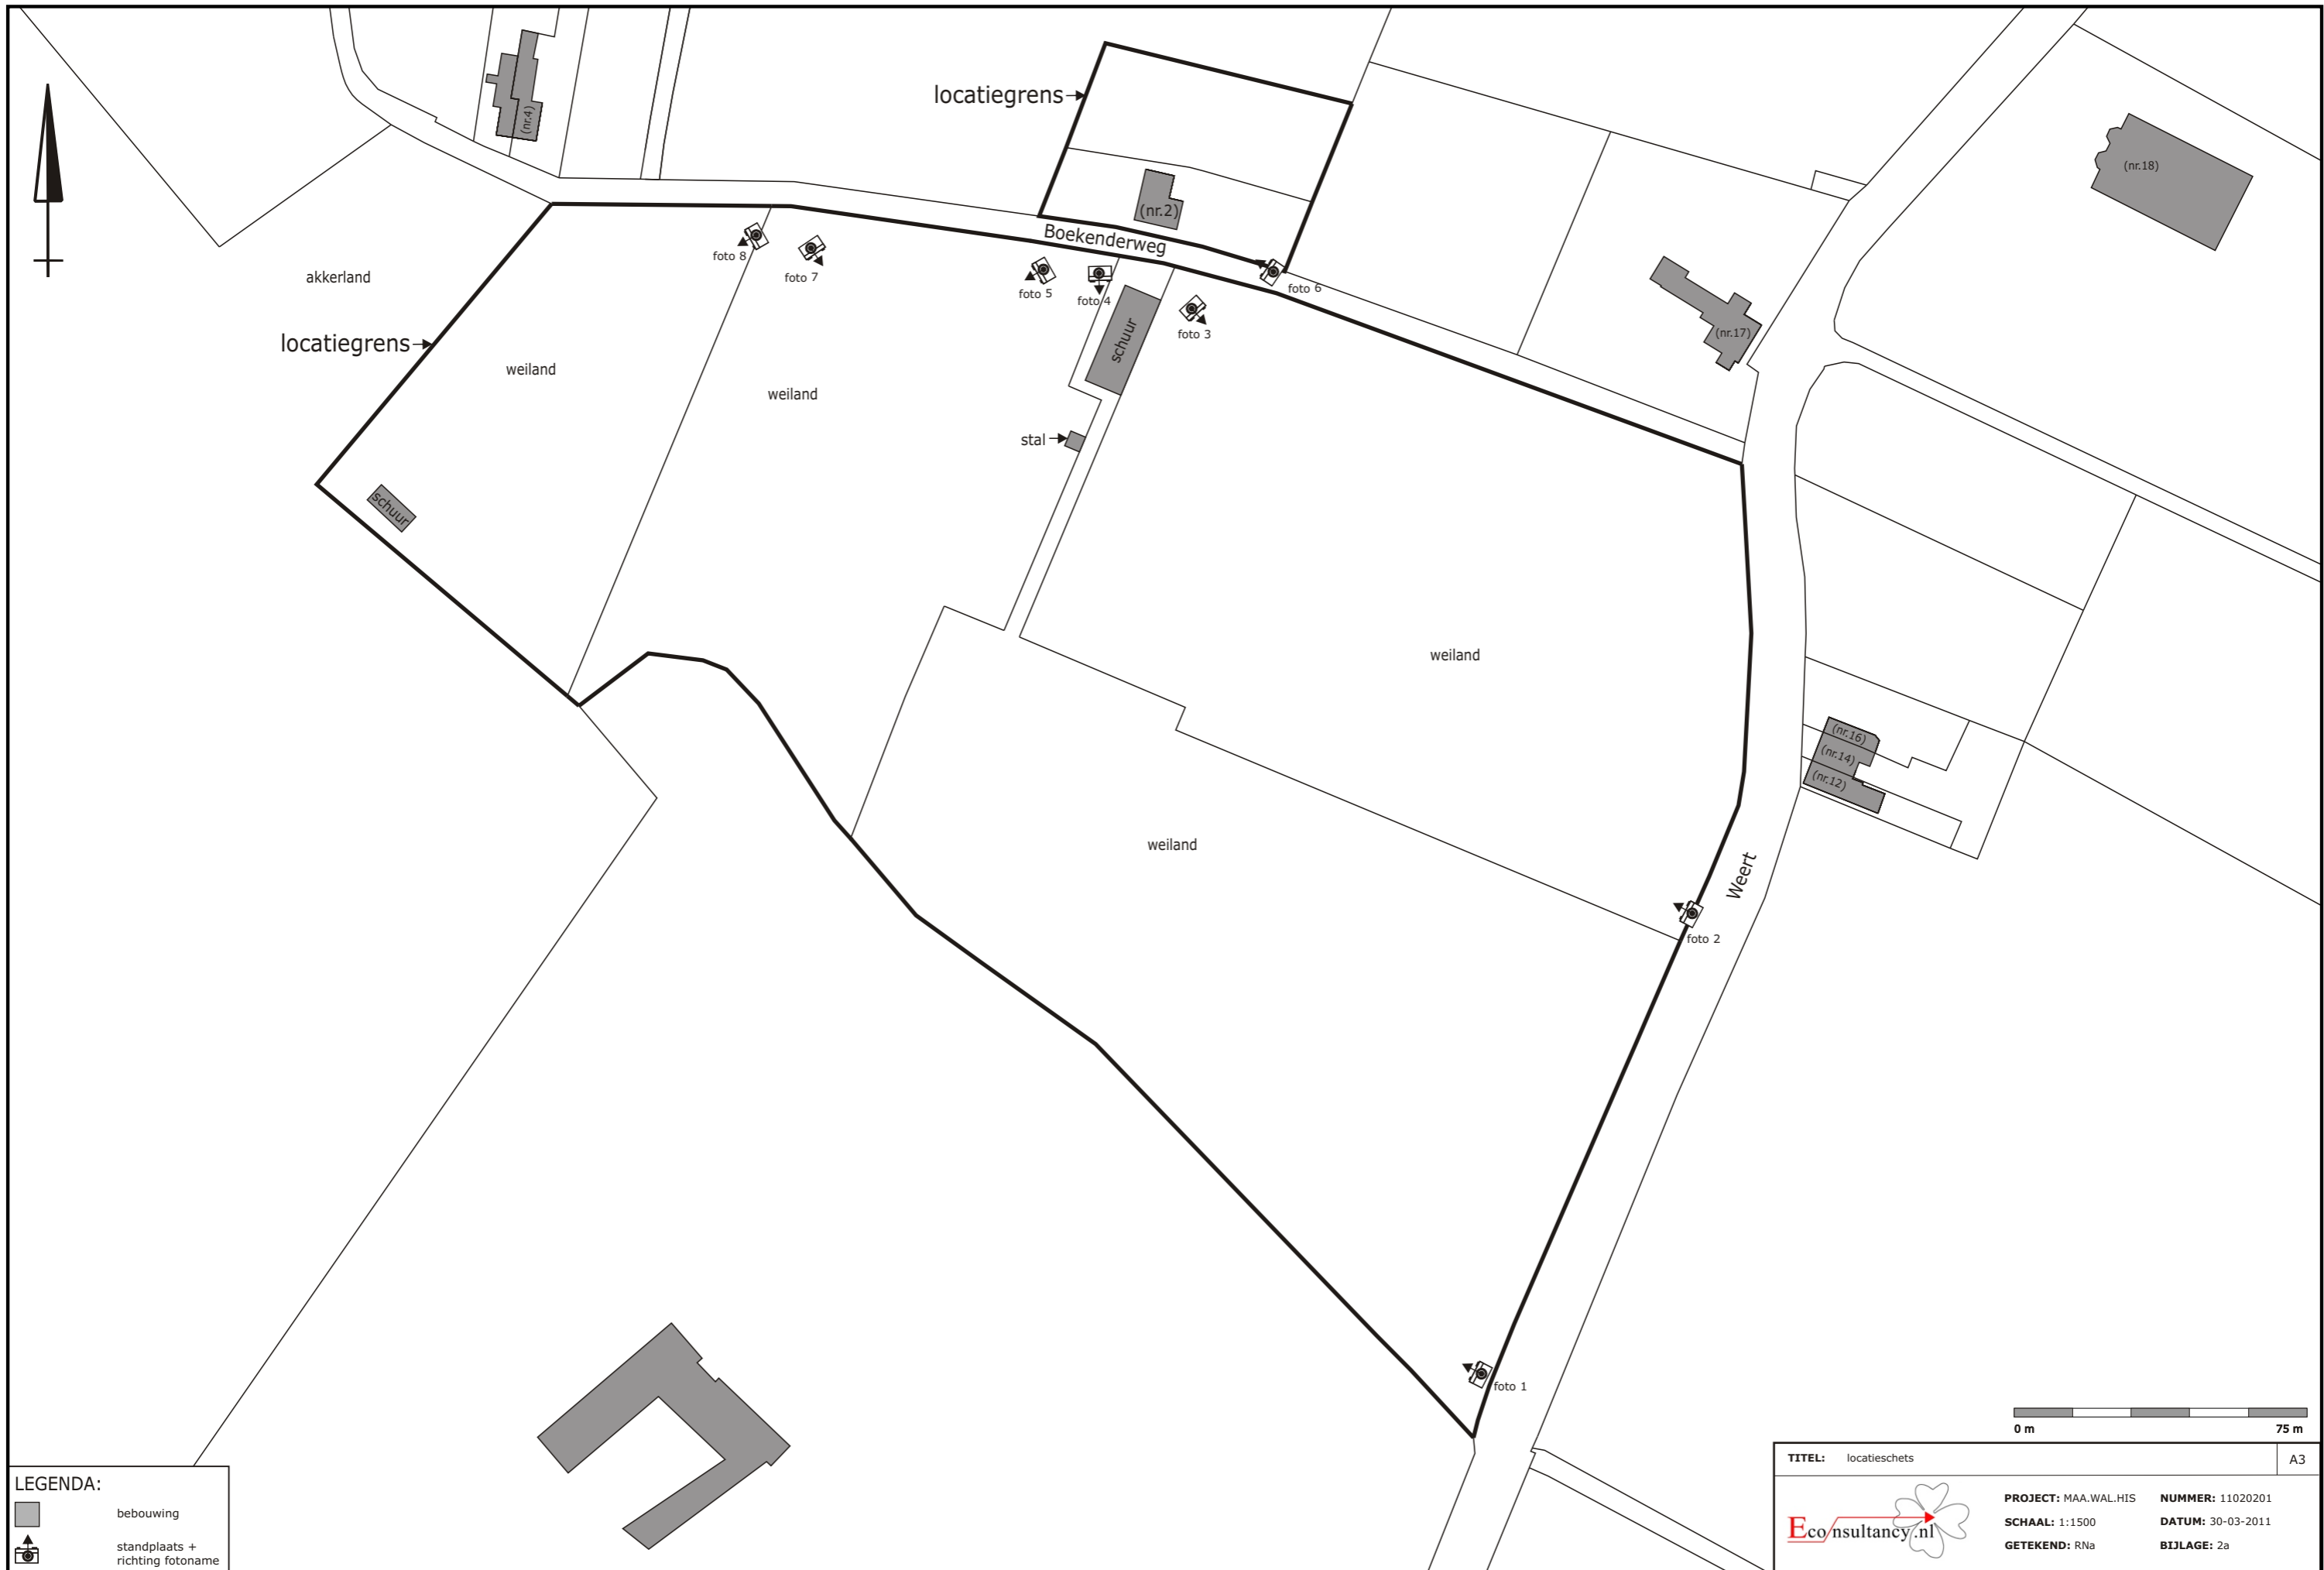 (nr.4)
locatiegrens
(nr.18)
(nr.2)
Boekenderweg
foto 8
foto 7
foto 5
foto 4
foto 6
foto 3
akkerland
locatiegrens
(nr.17)
schuur
weiland
weiland
stal
schuur
weiland
(nr.16)
(nr.14)
(nr.12)
weiland
Weert
foto 2
foto 1
0 m 75 m
LEGENDA:
bebouwing
standplaats +
richting fotoname
TITEL: locatieschets A3
Econsultancy.nl
PROJECT: MAA.WAL.HIS NUMMER: 11020201
SCHAAL: 1:1500 DATUM: 30-03-2011
GETEKEND: RNa BIJLAGE: 2a